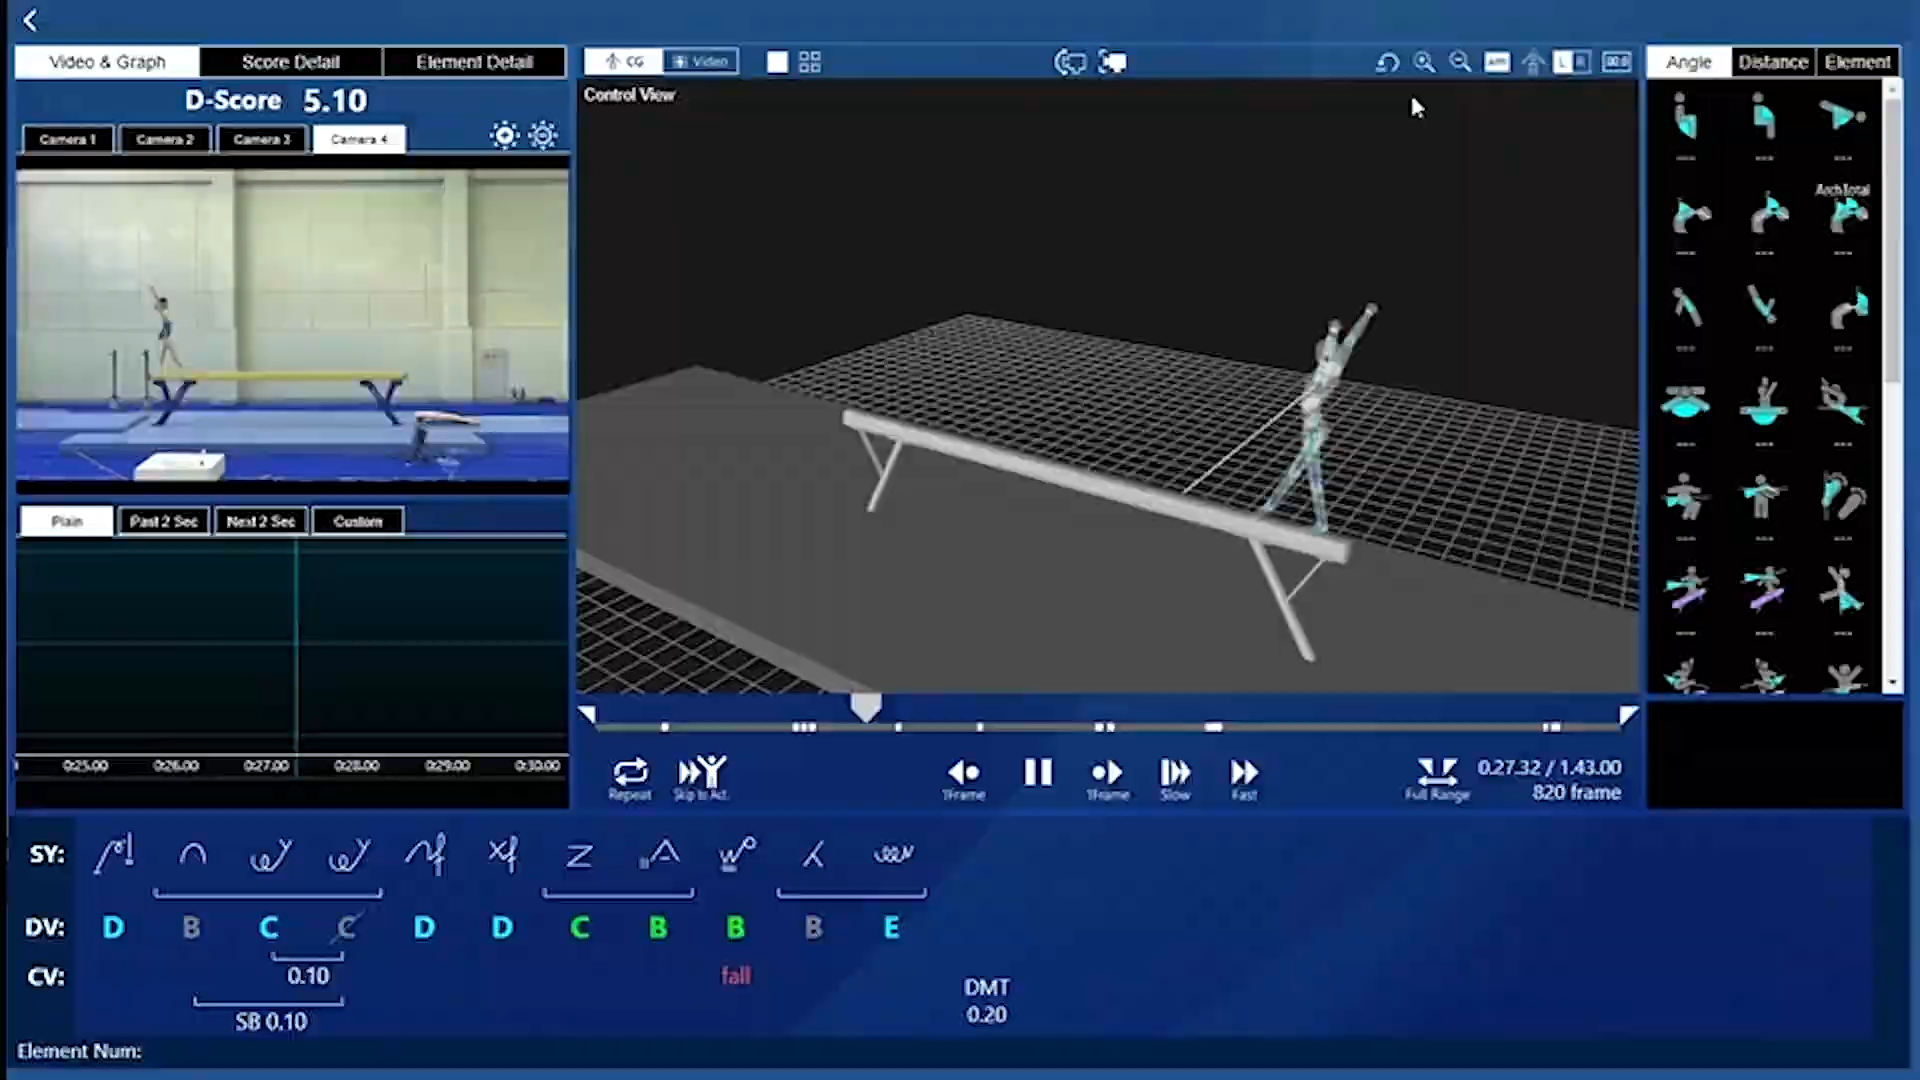 Video & Graph Score Detail Element Detail
D-Score 5.10
Camera 1 Camera 2 Camera 3 Camera 4
Plain Past 2 Sec Next 2 Sec Custom
0:25.00 0:26.00 0:27.00 0:28.00 0:29.00 0:30.00
CG Video
L R
Control View
Repeat Skip to Act. 1Frame 1Frame Slow Fast Full Range
0.27.32 / 1.43.00
820 frame
Angle Distance Element
--- --- ---
ArchTotal
--- --- ---
--- --- ---
--- --- ---
--- --- ---
--- --- ---
SY:
DV: D B C C D D C B B B E
CV: 0.10 fall
SB 0.10
DMT
0.20
Element Num: